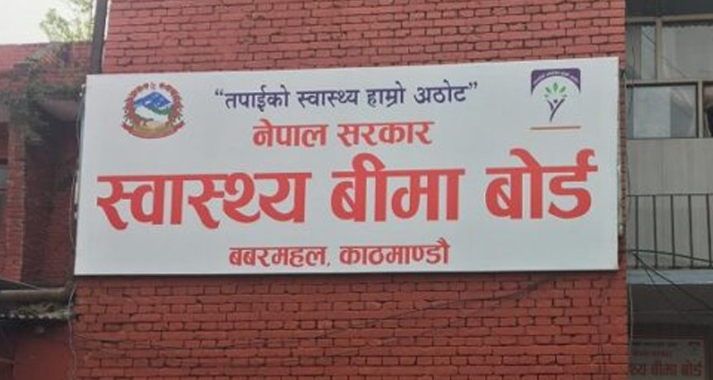 “तपाईको स्वास्थ्य हाम्रो अठोट”
नेपाल सरकार
स्वास्थ्य बीमा बोर्ड
बबरमहल, काठमाण्डौ
स्वास्थ्य बीमा बोर्ड